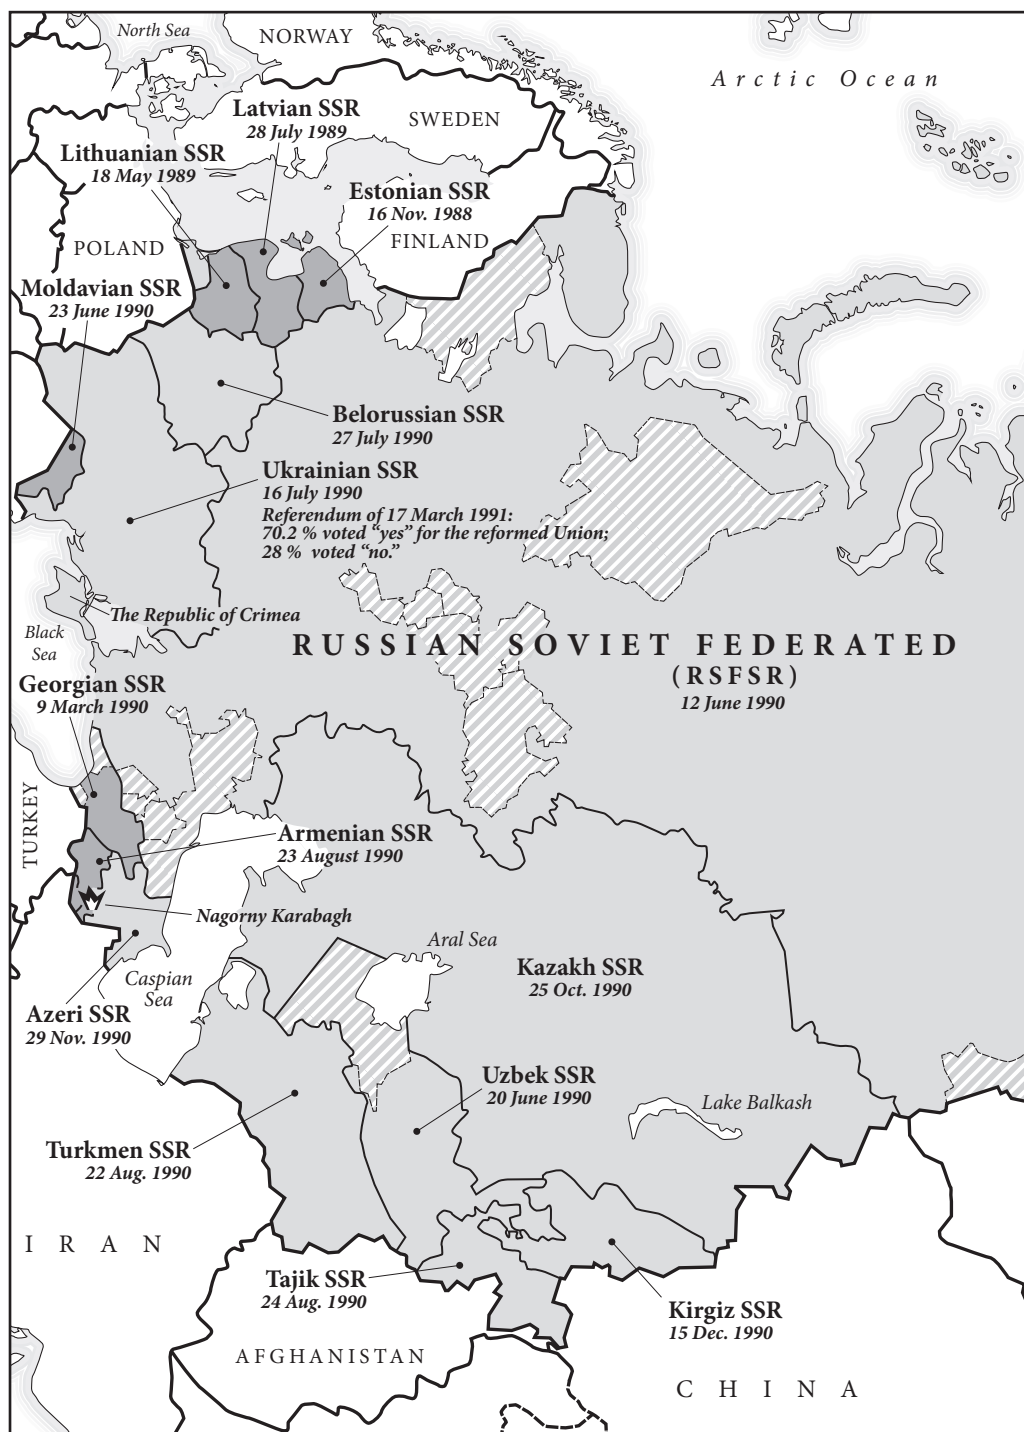 North Sea
NORWAY
Arctic Ocean
Latvian SSR
28 July 1989
SWEDEN
Lithuanian SSR
18 May 1989
Estonian SSR
16 Nov. 1988
POLAND
FINLAND
Moldavian SSR
23 June 1990
Belorussian SSR
27 July 1990
Ukrainian SSR
16 July 1990
Referendum of 17 March 1991:
70.2 % voted “yes” for the reformed Union;
28 % voted “no.”
The Republic of Crimea
Black
Sea
RUSSIAN SOVIET FEDERATED
(RSFSR)
12 June 1990
Georgian SSR
9 March 1990
TURKEY
Armenian SSR
23 August 1990
Nagorny Karabagh
Aral Sea
Kazakh SSR
25 Oct. 1990
Caspian
Sea
Azeri SSR
29 Nov. 1990
Uzbek SSR
20 June 1990
Lake Balkash
Turkmen SSR
22 Aug. 1990
IRAN
Tajik SSR
24 Aug. 1990
Kirgiz SSR
15 Dec. 1990
AFGHANISTAN
CHINA